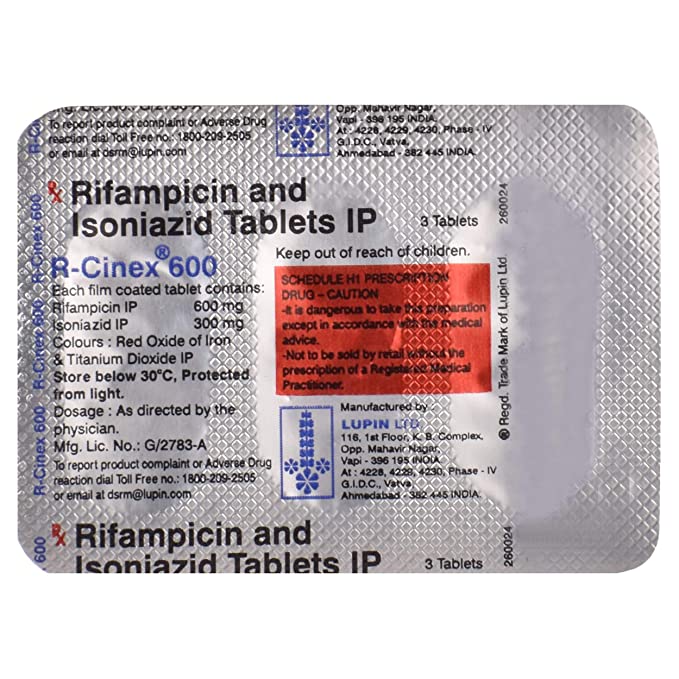 Mfg. Lic. No.: G/2783-A
To report product complaint or Adverse Drug
reaction dial Toll Free no.: 1800-209-2505
or email at dsrm@lupin.com
Opp. Mahavir Nagar,
Vapi - 396 195 INDIA.
At : 4228, 4229, 4230, Phase - IV
G.I.D.C., Vatva,
Ahmedabad - 382 445 INDIA.
R-Cinex 600 R-Cinex 600 R-Cinex 600
Rx Rifampicin and
Isoniazid Tablets IP
3 Tablets
260024
R-Cinex® 600
Each film coated tablet contains:
Rifampicin IP 600 mg
Isoniazid IP 300 mg
Colours : Red Oxide of Iron
& Titanium Dioxide IP
Store below 30°C, Protected
from light.
Dosage : As directed by the
physician.
Mfg. Lic. No.: G/2783-A
To report product complaint or Adverse Drug
reaction dial Toll Free no.: 1800-209-2505
or email at dsrm@lupin.com
Keep out of reach of children.
SCHEDULE H1 PRESCRIPTION
DRUG – CAUTION
-It is dangerous to take this preparation
except in accordance with the medical
advice.
-Not to be sold by retail without the
prescription of a Registered Medical
Practitioner.
Manufactured by :
LUPIN LTD
116, 1st Floor, K. B. Complex,
Opp. Mahavir Nagar,
Vapi - 396 195 INDIA
At : 4228, 4229, 4230, Phase - IV
G.I.D.C., Vatva,
Ahmedabad - 382 445 INDIA.
® Regd. Trade Mark of Lupin Ltd.
Rx Rifampicin and
Isoniazid Tablets IP
3 Tablets
260024
600